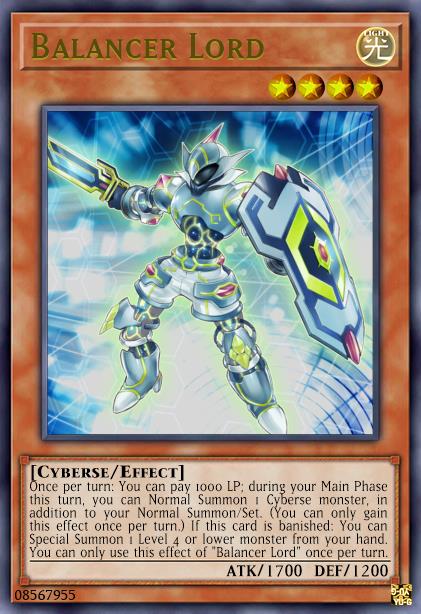 BALANCER LORD
LIGHT
光
[CYBERSE/EFFECT]
Once per turn: You can pay 1000 LP; during your Main Phase
this turn, you can Normal Summon 1 Cyberse monster, in
addition to your Normal Summon/Set. (You can only gain
this effect once per turn.) If this card is banished: You can
Special Summon 1 Level 4 or lower monster from your hand.
You can only use this effect of "Balancer Lord" once per turn.
ATK/1700 DEF/1200
08567955